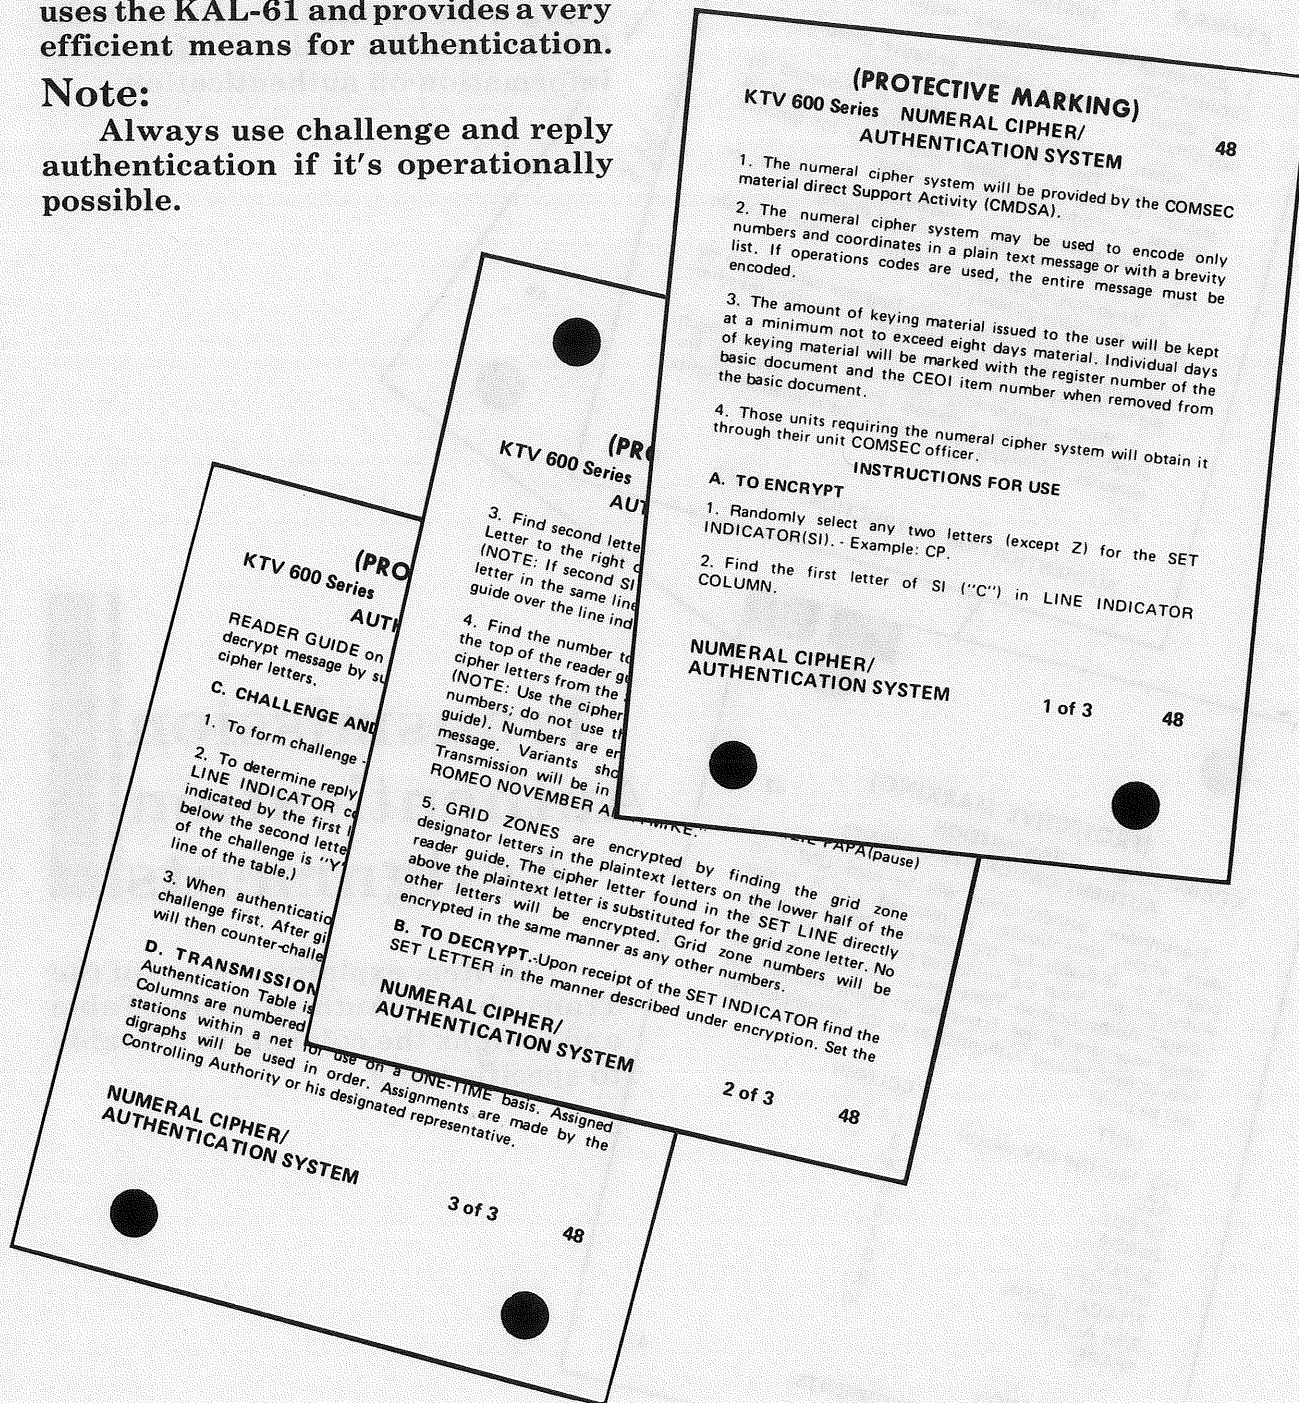 uses the KAL-61 and provides a very
efficient means for authentication.
Note:
Always use challenge and reply
authentication if it's operationally
possible.
(PROTECTIVE MARKING)
KTV 600 Series NUMERAL CIPHER/
AUTHENTICATION SYSTEM 48
1. The numeral cipher system will be provided by the COMSEC
material direct Support Activity (CMDSA).
2. The numeral cipher system may be used to encode only
numbers and coordinates in a plain text message or with a brevity
list. If operations codes are used, the entire message must be
encoded.
3. The amount of keying material issued to the user will be kept
at a minimum not to exceed eight days material. Individual days
of keying material will be marked with the register number of the
basic document and the CEOI item number when removed from
the basic document.
4. Those units requiring the numeral cipher system will obtain it
through their unit COMSEC officer.
INSTRUCTIONS FOR USE
A. TO ENCRYPT
1. Randomly select any two letters (except Z) for the SET
INDICATOR(SI). - Example: CP.
2. Find the first letter of SI ("C") in LINE INDICATOR
COLUMN.
NUMERAL CIPHER/
AUTHENTICATION SYSTEM
1 of 3 48
(PRO
KTV 600 Series
AUT
3. Find second lette
Letter to the right
(NOTE: If second SI
letter in the same line
guide over the line ind
4. Find the number to
the top of the reader gu
cipher letters from the
(NOTE: Use the cipher
numbers; do not use th
guide). Numbers are en
message. Variants sho
Transmission will be in
PAPA(pause)
ROMEO NOVEMBER MIKE."
5. GRID ZONES are encrypted by finding the grid zone
designator letters in the plaintext letters on the lower half of the
reader guide. The cipher letter found in the SET LINE directly
above the plaintext letter is substituted for the grid zone letter. No
other letters will be encrypted. Grid zone numbers will be
encrypted in the same manner as any other numbers.
B. TO DECRYPT.-Upon receipt of the SET INDICATOR find the
SET LETTER in the manner described under encryption. Set the
NUMERAL CIPHER/
AUTHENTICATION SYSTEM
2 of 3 48
(PRO
KTV 600 Series
AUTH
READER GUIDE on
decrypt message by su
cipher letters.
C. CHALLENGE AND
1. To form challenge -
2. To determine reply
LINE INDICATOR co
indicated by the first l
below the second lette
of the challenge is "Y"
line of the table.)
3. When authenticatio
challenge first. After gi
will then counter-challe
D. TRANSMISSION
Authentication Table is
Columns are numbered
stations within a net for use on a ONE-TIME basis. Assigned
digraphs will be used in order. Assignments are made by the
Controlling Authority or his designated representative.
NUMERAL CIPHER/
AUTHENTICATION SYSTEM
3 of 3 48